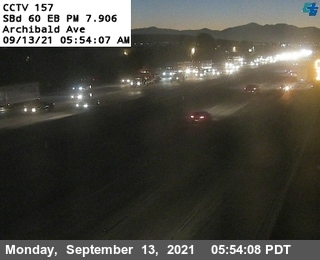 CCTV 157
SBd 60 EB PM 7.906
Archibald Ave
09/13/21 05:54:07 AM
Monday, September 13, 2021 05:54:08 PDT